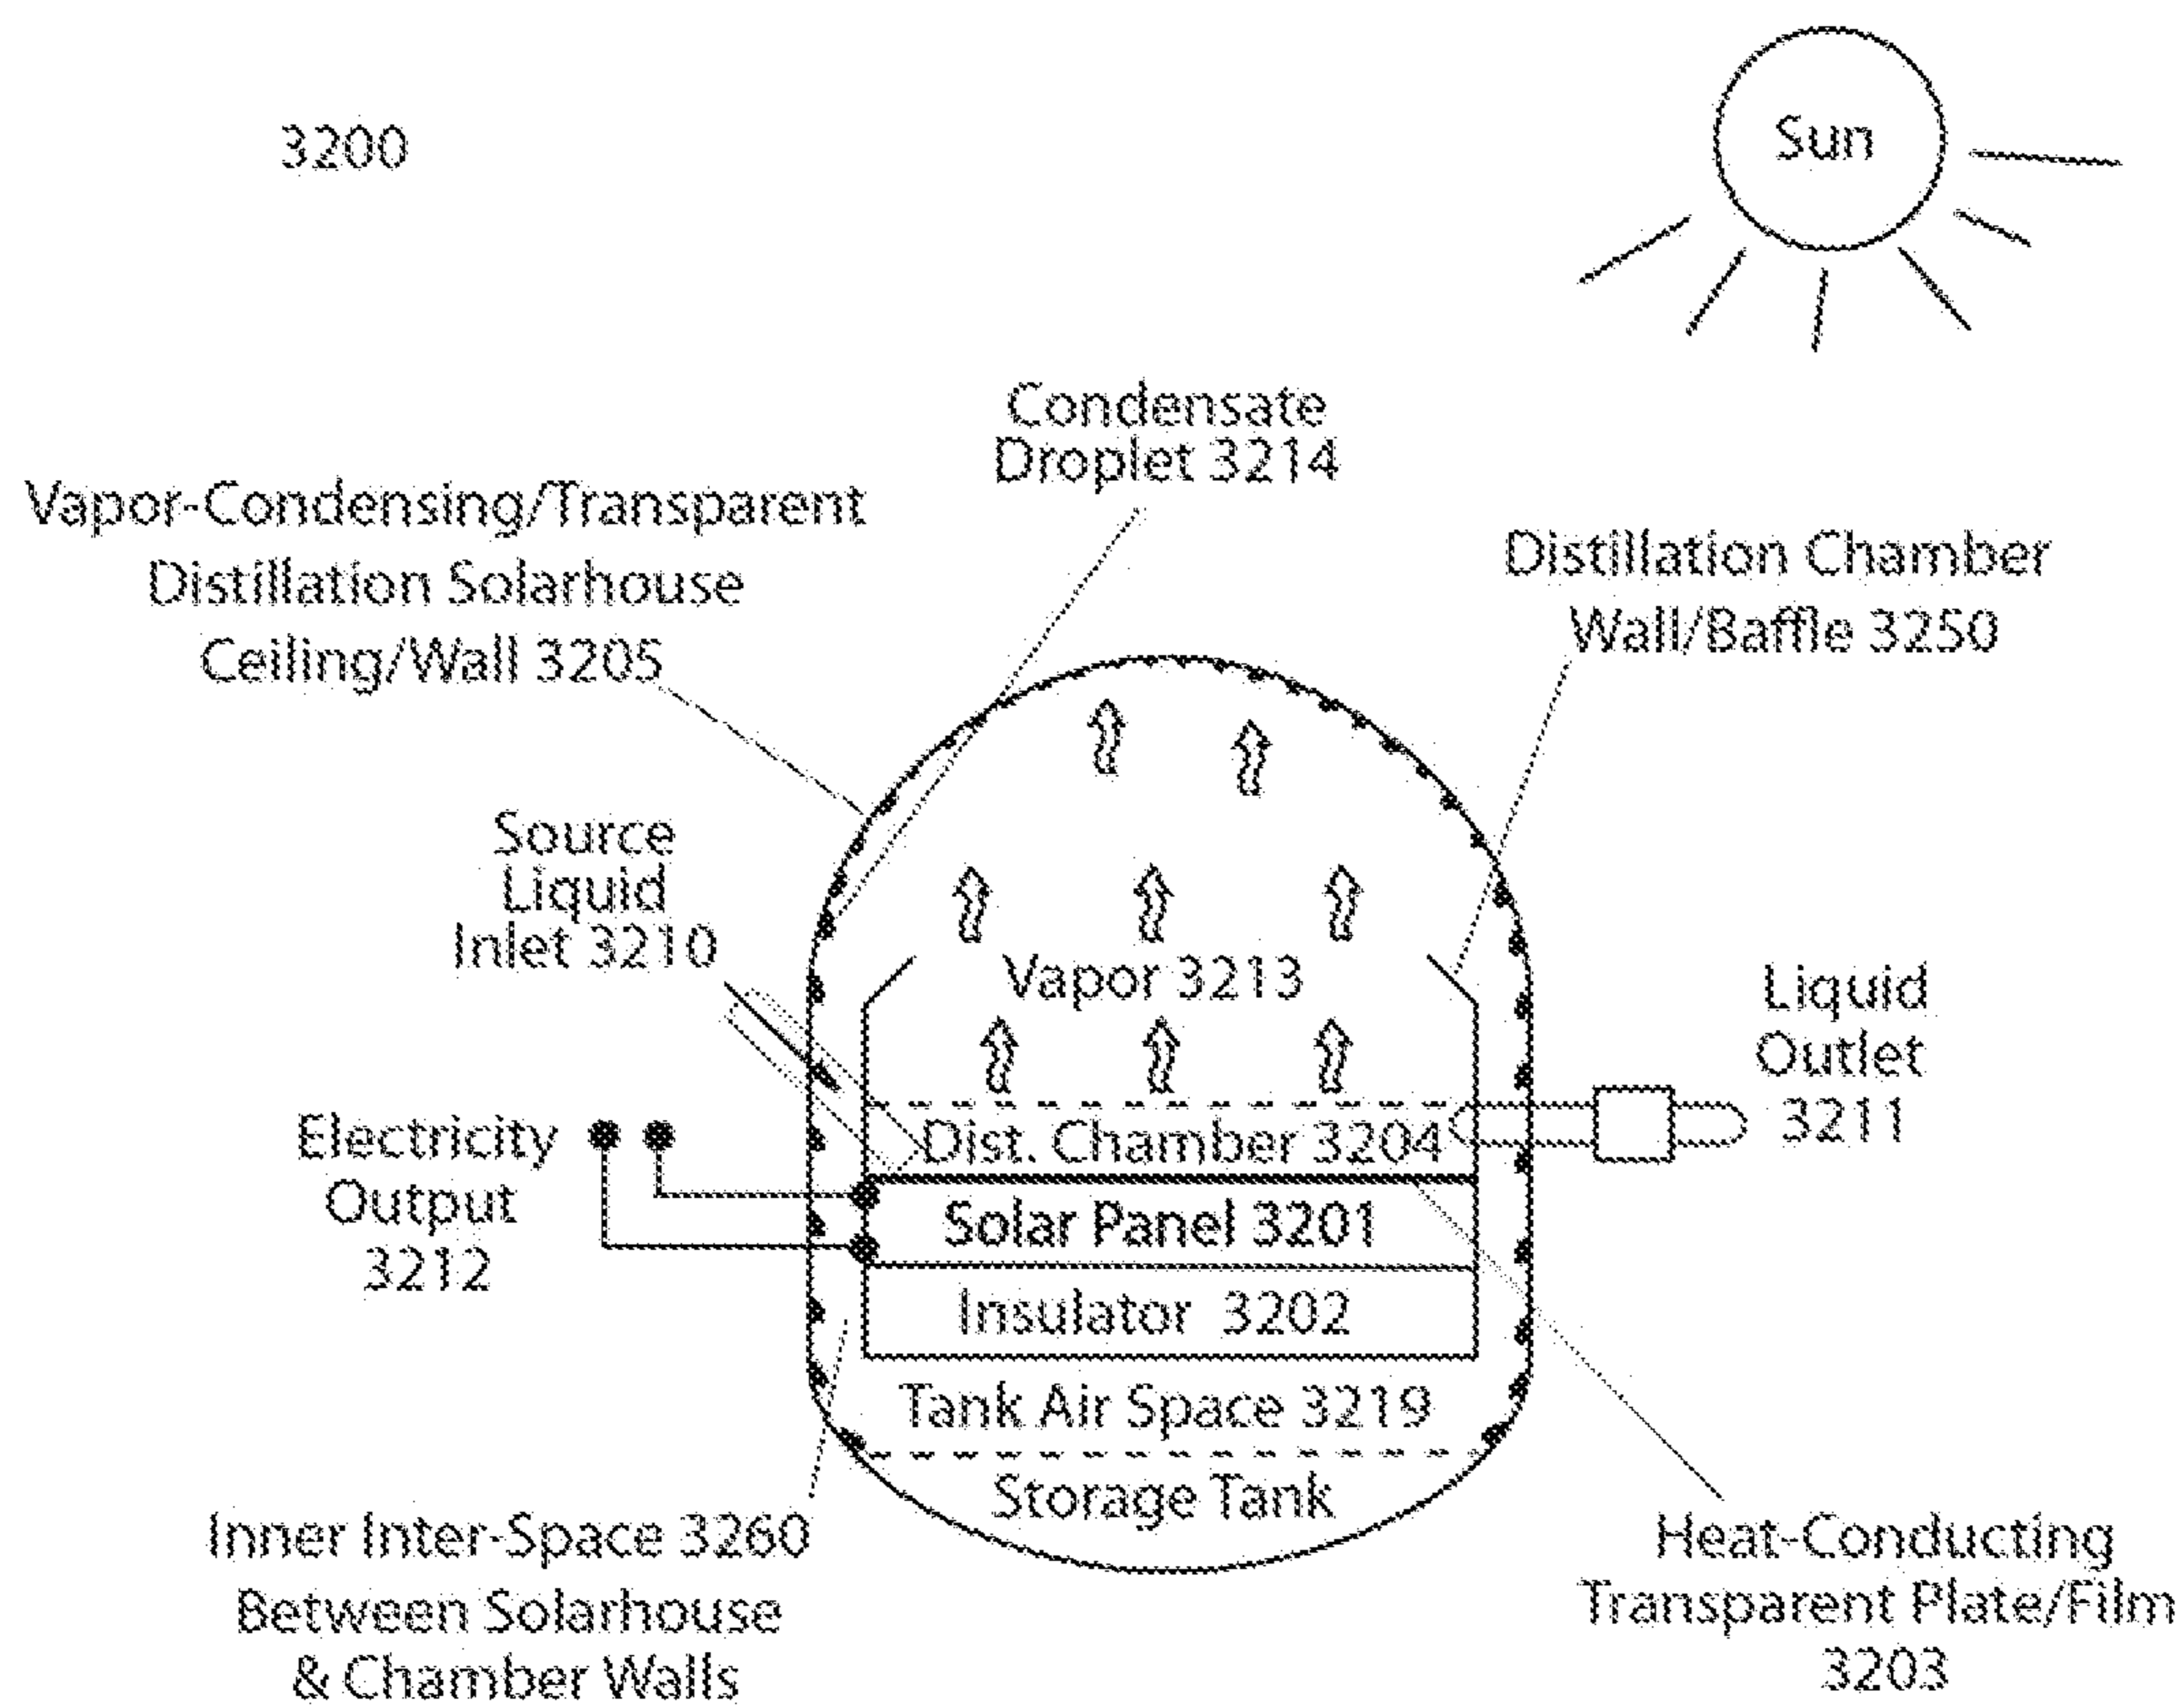 3200
Sun
Condensate
Droplet 3214
Vapor-Condensing/Transparent
Distillation Solarhouse
Ceiling/Wall 3205
Distillation Chamber
Wall/Baffle 3250
Source
Liquid
Inlet 3210
Vapor 3213
Liquid
Outlet
3211
Electricity
Output
3212
Dist. Chamber 3204
Solar Panel 3201
Insulator 3202
Tank Air Space 3219
Storage Tank
Inner Inter-Space 3260
Between Solarhouse
& Chamber Walls
Heat-Conducting
Transparent Plate/Film
3203